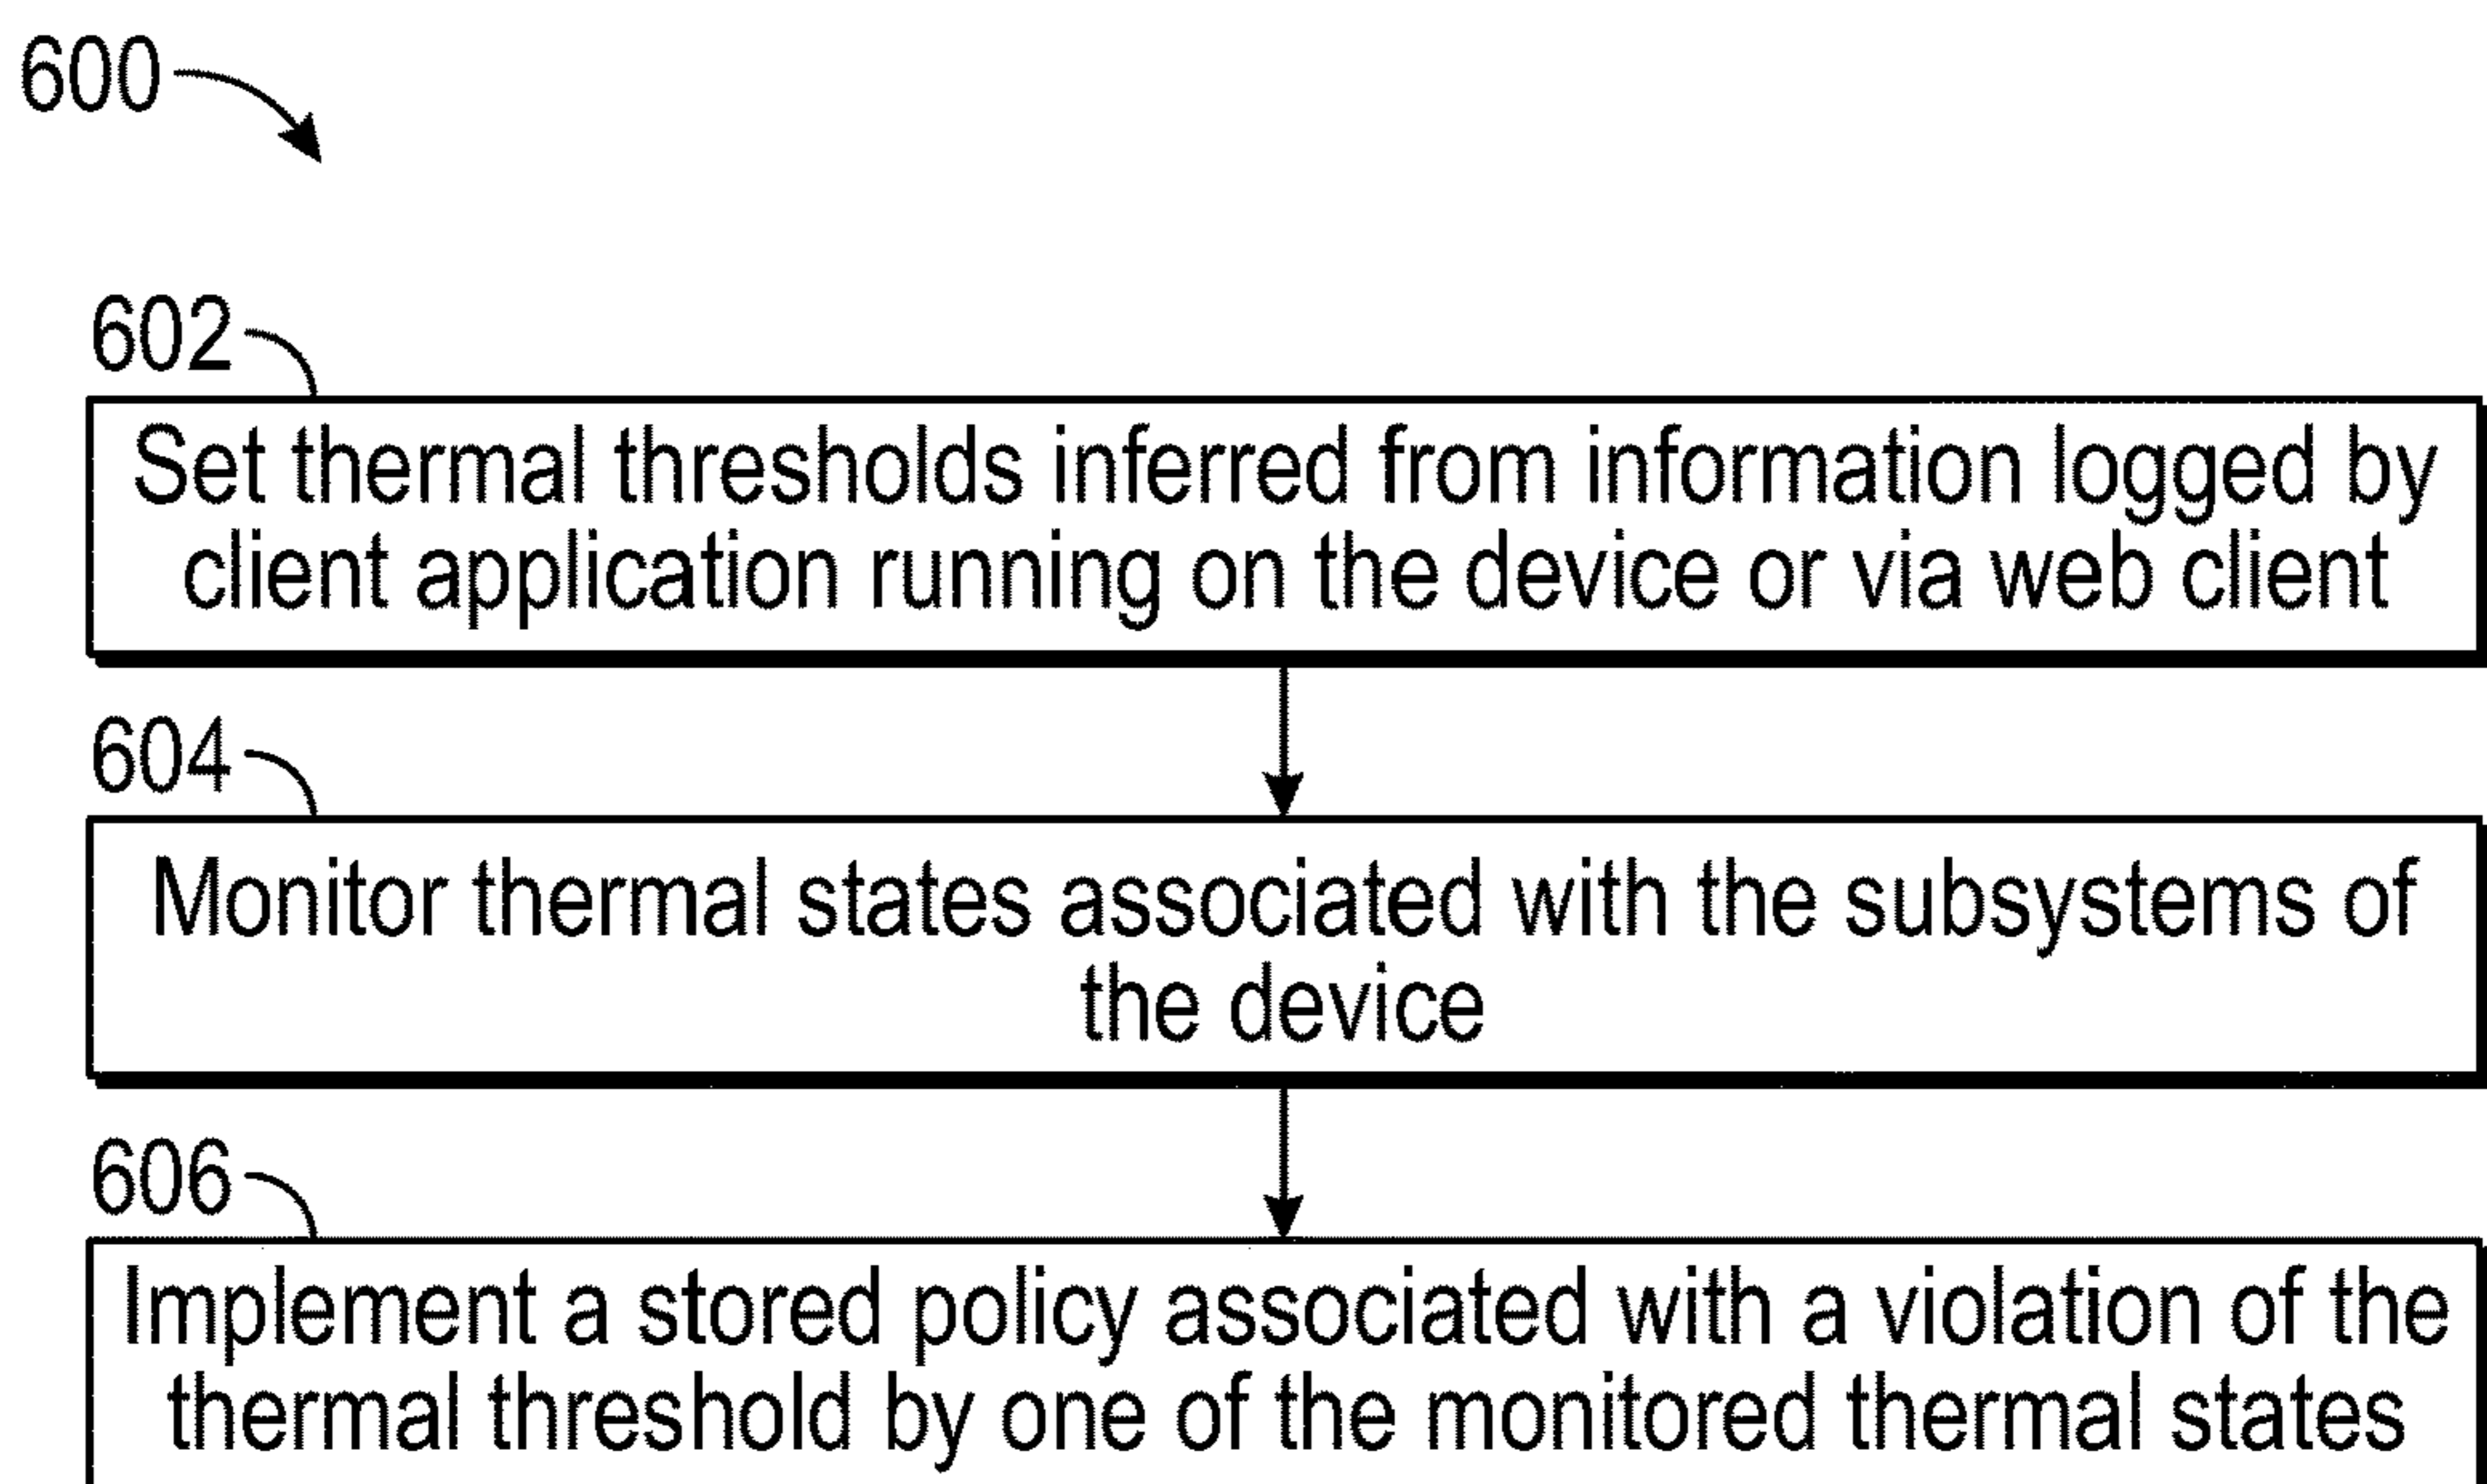 600
602
Set thermal thresholds inferred from information logged by
client application running on the device or via web client
604
Monitor thermal states associated with the subsystems of
the device
606
Implement a stored policy associated with a violation of the
thermal threshold by one of the monitored thermal states